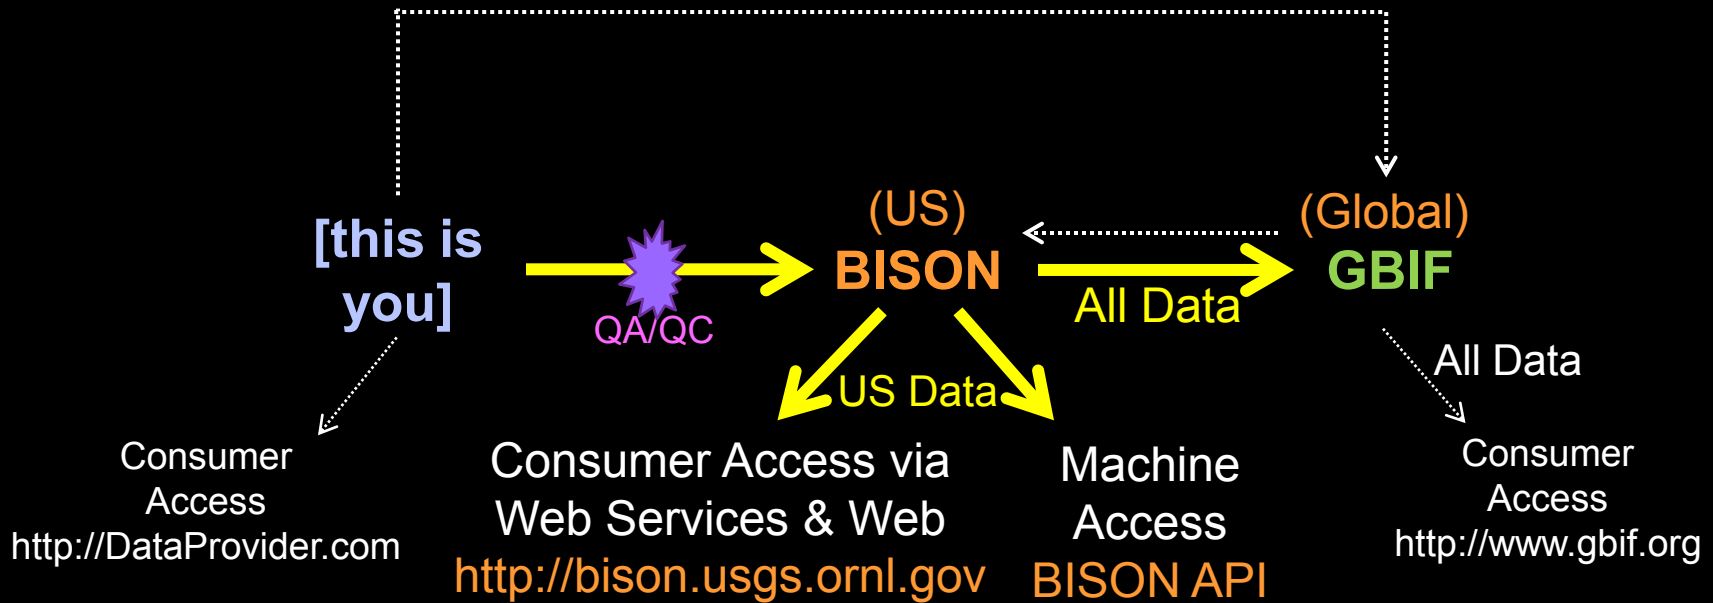 [this is
you]
QA/QC
(US)
BISON
All Data
(Global)
GBIF
US Data
All Data
Consumer
Access
http://DataProvider.com
Consumer Access via
Web Services & Web
http://bison.usgs.ornl.gov
Machine
Access
BISON API
Consumer
Access
http://www.gbif.org